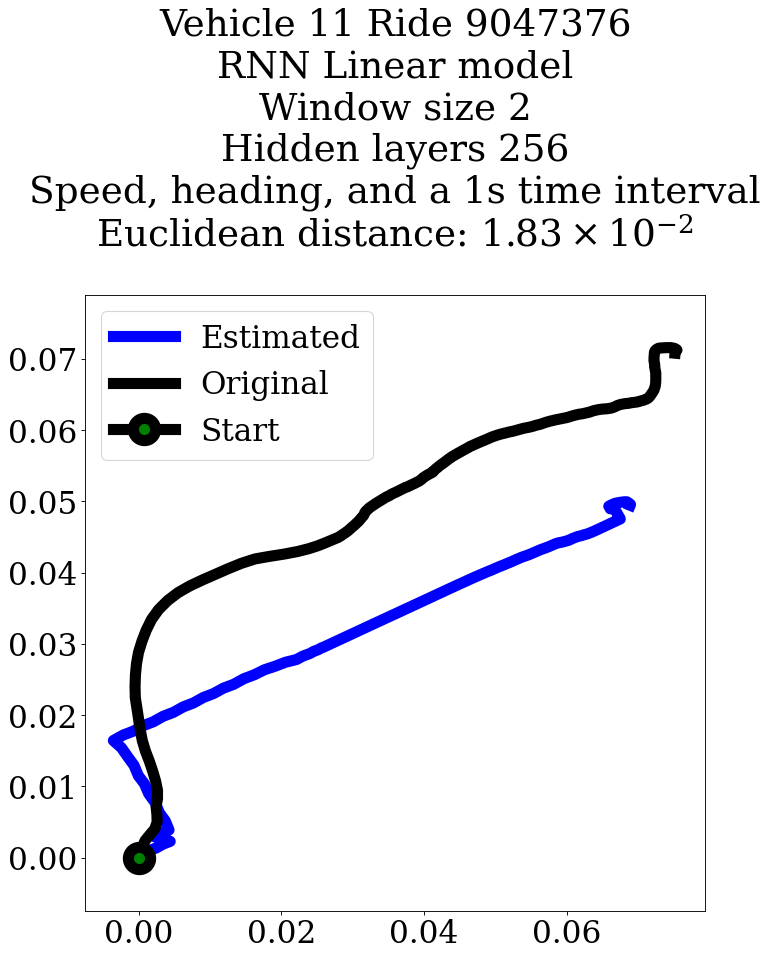 Vehicle 11 Ride 9047376
RNN Linear model
Window size 2
Hidden layers 256
Speed, heading, and a 1s time interval
Euclidean distance: 1.83 × 10⁻²
Estimated
Original
Start
0.07
0.06
0.05
0.04
0.03
0.02
0.01
0.00
0.00 0.02 0.04 0.06